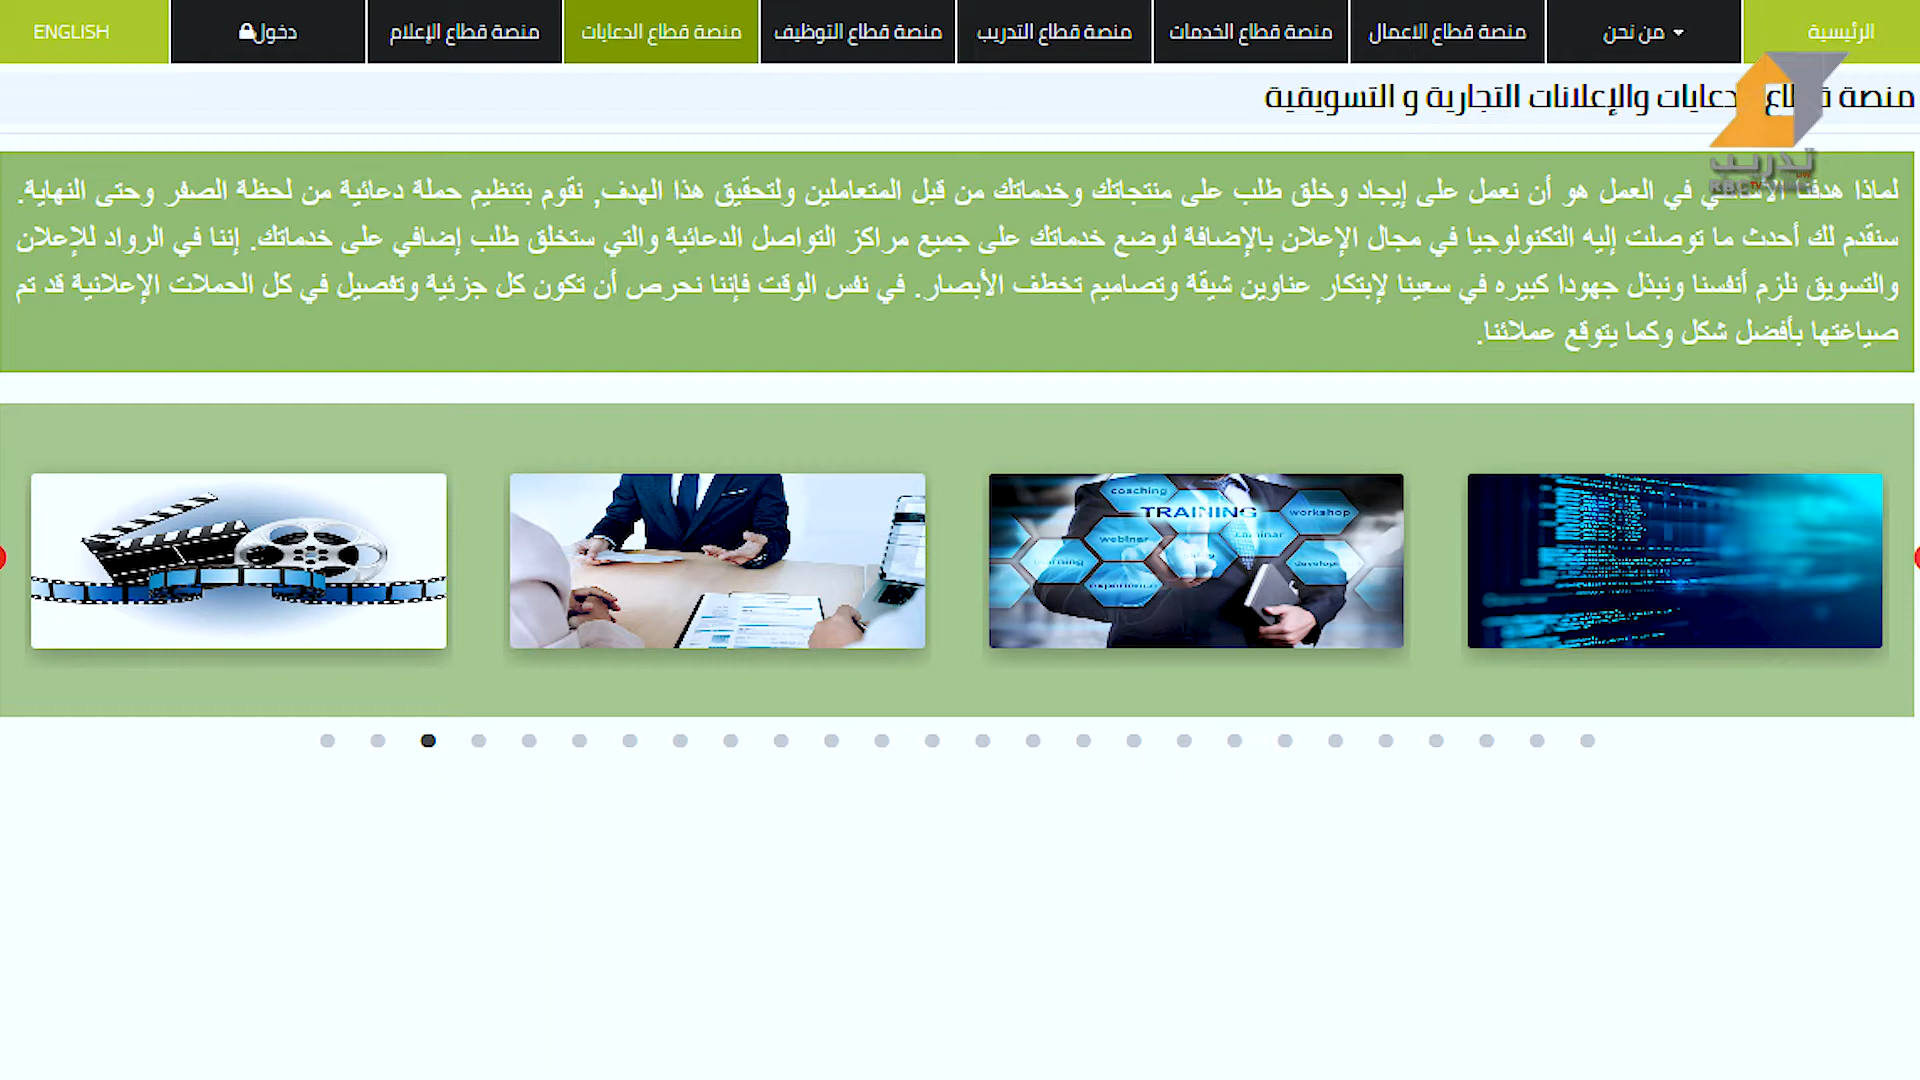 الرئيسية
من نحن
منصة قطاع الاعمال
منصة قطاع الخدمات
منصة قطاع التدريب
منصة قطاع التوظيف
منصة قطاع الدعايات
منصة قطاع الإعلام
دخول
ENGLISH
منصة والإعلانات التجارية و التسويقية
تدريب
لماذا هدفنا الأساسي في العمل هو أن نعمل على إيجاد وخلق طلب على منتجاتك وخدماتك من قبل المتعاملين ولتحقيق هذا الهدف, نقوم بتنظيم حملة دعائية من لحظة الصفر وحتى النهاية.
سنقدم لك أحدث ما توصلت إليه التكنولوجيا في مجال الإعلان بالإضافة لوضع خدماتك على جميع مراكز التواصل الدعائية والتي ستخلق طلب إضافي على خدماتك. إننا في الرواد للإعلان
والتسويق نلزم أنفسنا ونبذل جهودا كبيره في سعينا لإبتكار عناوين شيقة وتصاميم تخطف الأبصار. في نفس الوقت فإننا نحرص أن تكون كل جزئية وتفصيل في كل الحملات الإعلانية قد تم
صياغتها بأفضل شكل وكما يتوقع عملائنا.
coaching
TRAINING
workshop
webinar
experience